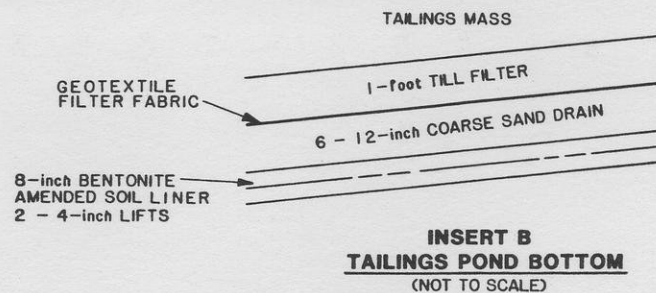 TAILINGS MASS
1-foot TILL FILTER
GEOTEXTILE
FILTER FABRIC
6 - 12-inch COARSE SAND DRAIN
8-inch BENTONITE
AMENDED SOIL LINER
2 - 4-inch LIFTS
INSERT B
TAILINGS POND BOTTOM
(NOT TO SCALE)